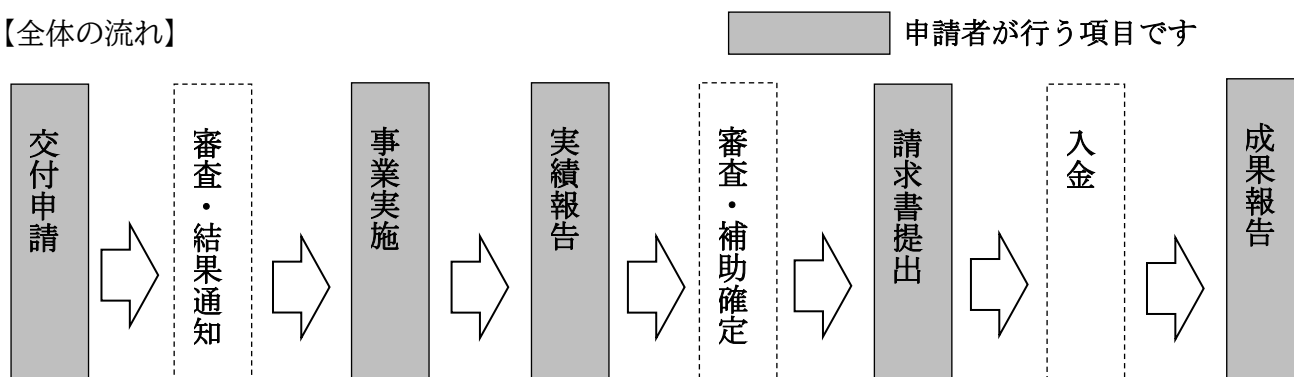 【全体の流れ】
申請者が行う項目です
交付申請
審査・結果通知
事業実施
実績報告
審査・補助確定
請求書提出
入金
成果報告